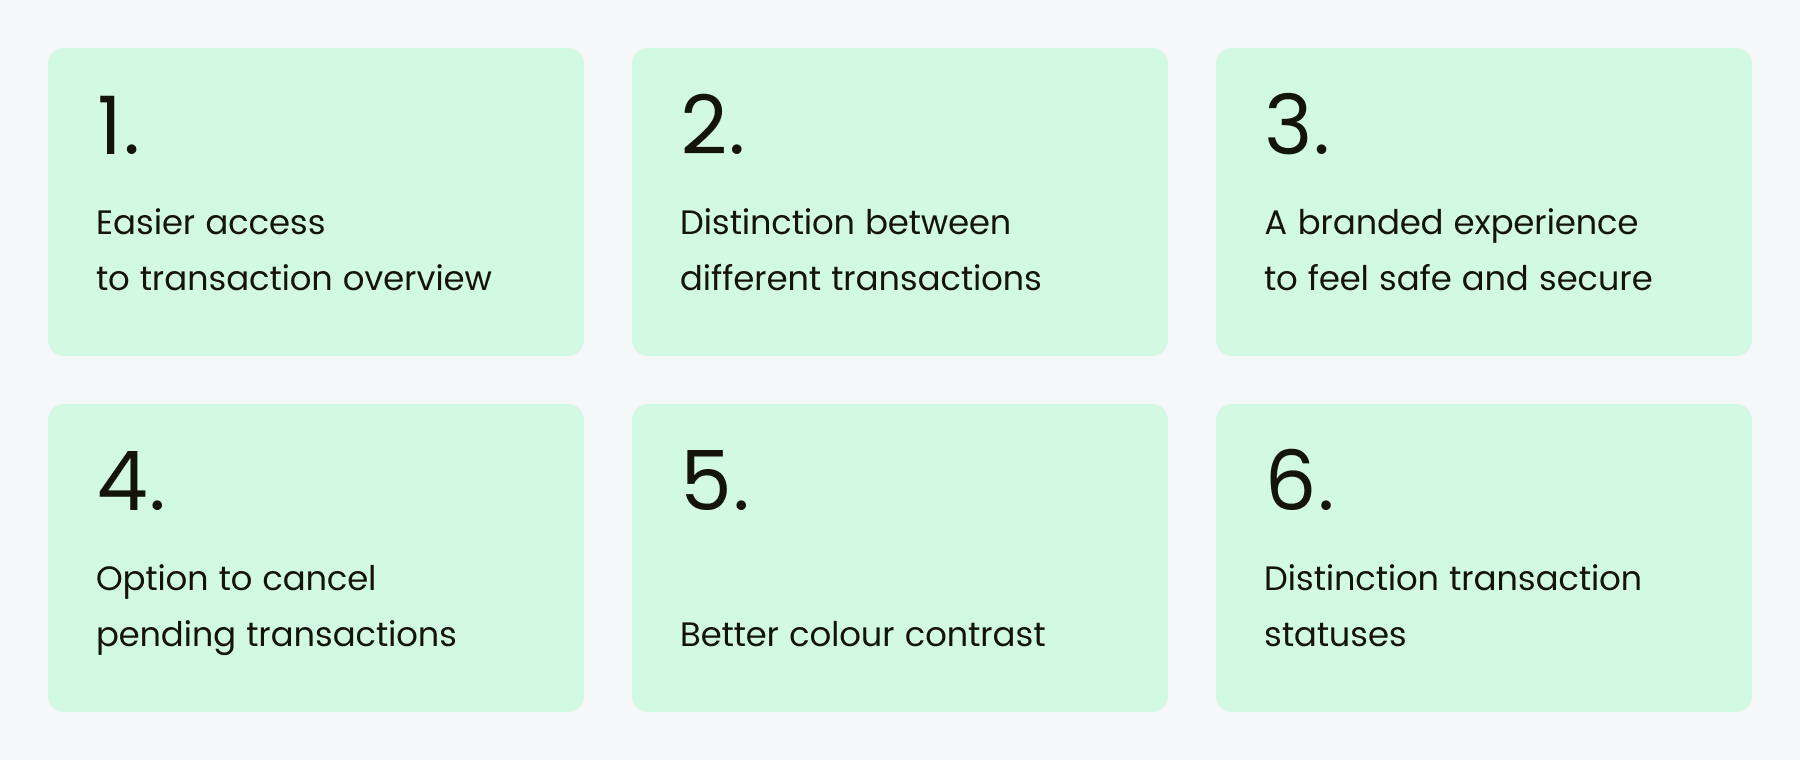 1.
Easier access
to transaction overview
2.
Distinction between
different transactions
3.
A branded experience
to feel safe and secure
4.
Option to cancel
pending transactions
5.
Better colour contrast
6.
Distinction transaction
statuses